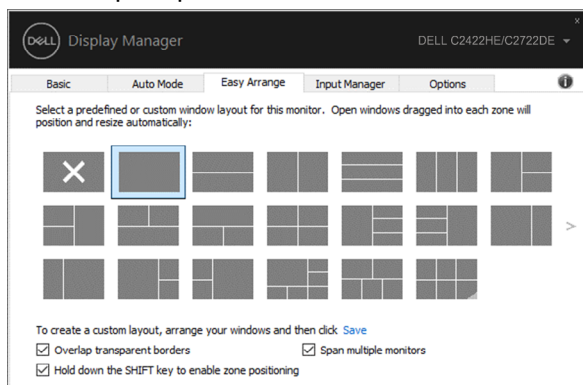 DELL Display Manager
DELL C2422HE/C2722DE
Basic Auto Mode Easy Arrange Input Manager Options
Select a predefined or custom window layout for this monitor. Open windows dragged into each zone will
position and resize automatically:
To create a custom layout, arrange your windows and then click Save
Overlap transparent borders Span multiple monitors
Hold down the SHIFT key to enable zone positioning